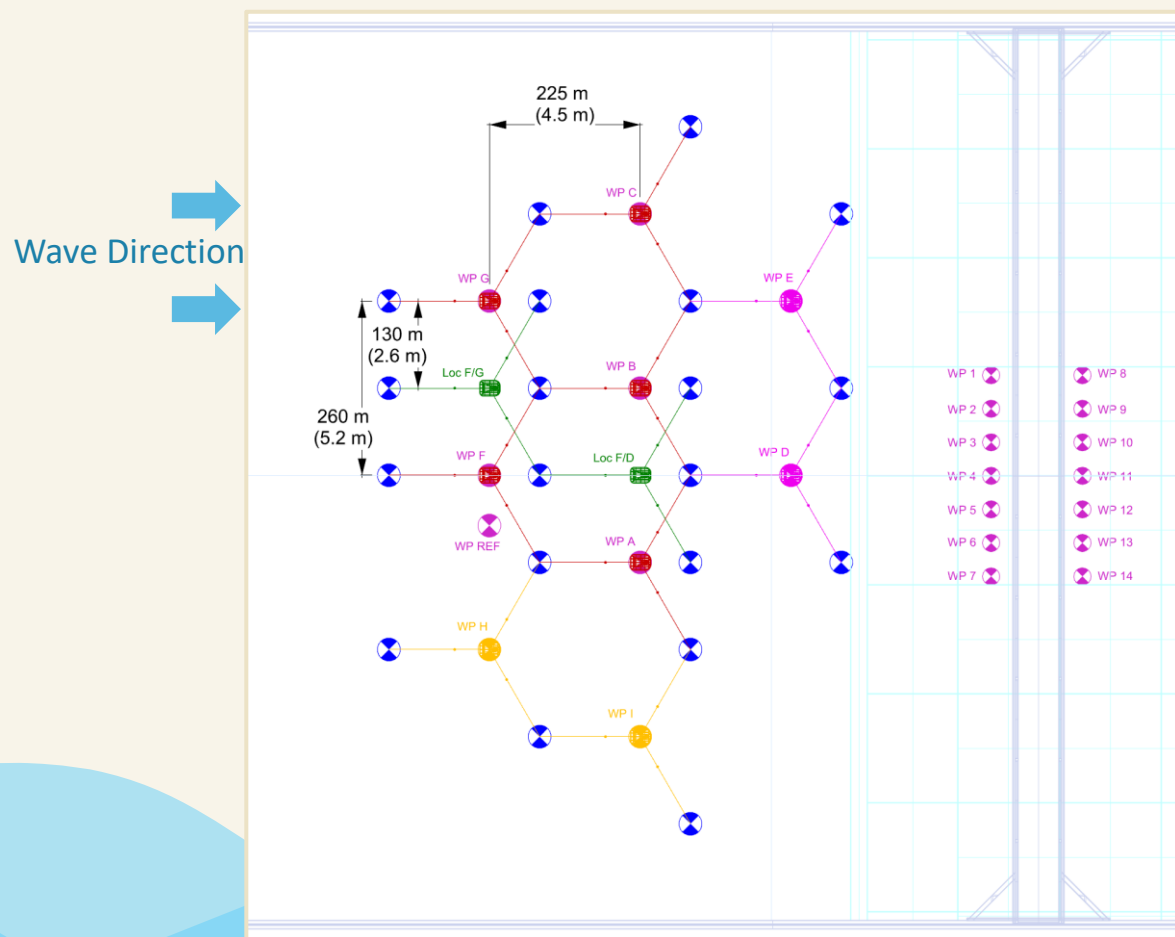 225 m
(4.5 m)
WP C
Wave Direction
WP G
WP E
130 m
(2.6 m)
Loc F/G
WP B
WP 1
WP 8
WP 2
WP 9
260 m
(5.2 m)
WP 3
WP 10
WP F
Loc F/D
WP D
WP 4
WP 11
WP 5
WP 12
WP REF
WP A
WP 6
WP 13
WP 7
WP 14
WP H
WP I